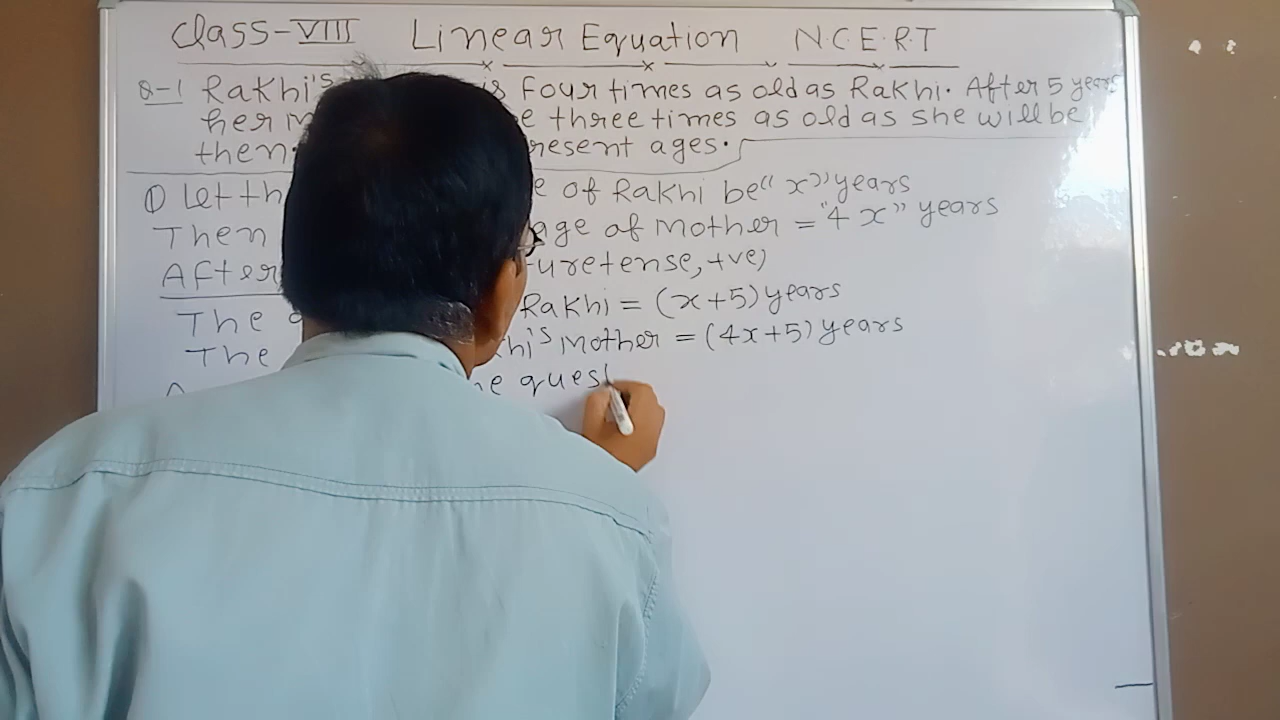 Class-VIII Linear Equation N.C.E.R.T
Q-1 Rakhi's is Four times as old as Rakhi. After 5 years
her three times as old as she will be
then. present ages.
① Let th of Rakhi be "x" years
Then age of Mother = "4x" years
After uretense, +ve)
The Rakhi = (x+5) years
The khi's Mother = (4x+5) years
he ques